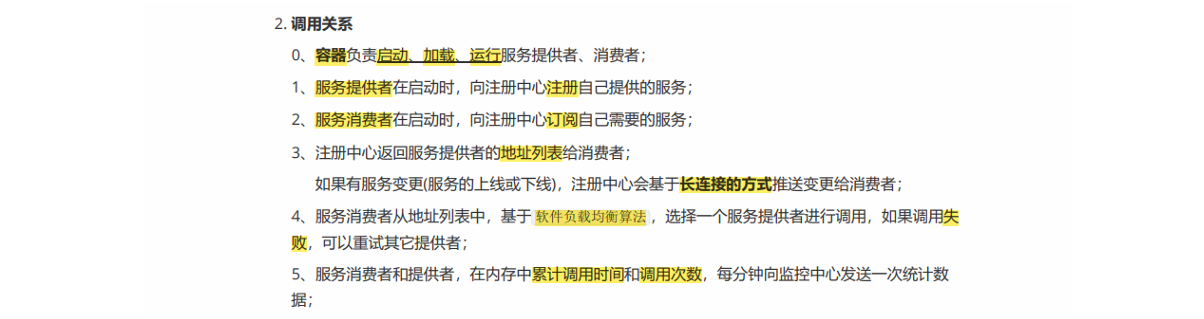 2. 调用关系
0、容器负责启动、加载、运行服务提供者、消费者；
1、服务提供者在启动时，向注册中心注册自己提供的服务；
2、服务消费者在启动时，向注册中心订阅自己需要的服务；
3、注册中心返回服务提供者的地址列表给消费者；
如果有服务变更(服务的上线或下线)，注册中心会基于长连接的方式推送变更给消费者；
4、服务消费者从地址列表中，基于 软件负载均衡算法 ，选择一个服务提供者进行调用，如果调用失
败，可以重试其它提供者；
5、服务消费者和提供者，在内存中累计调用时间和调用次数，每分钟向监控中心发送一次统计数
据；